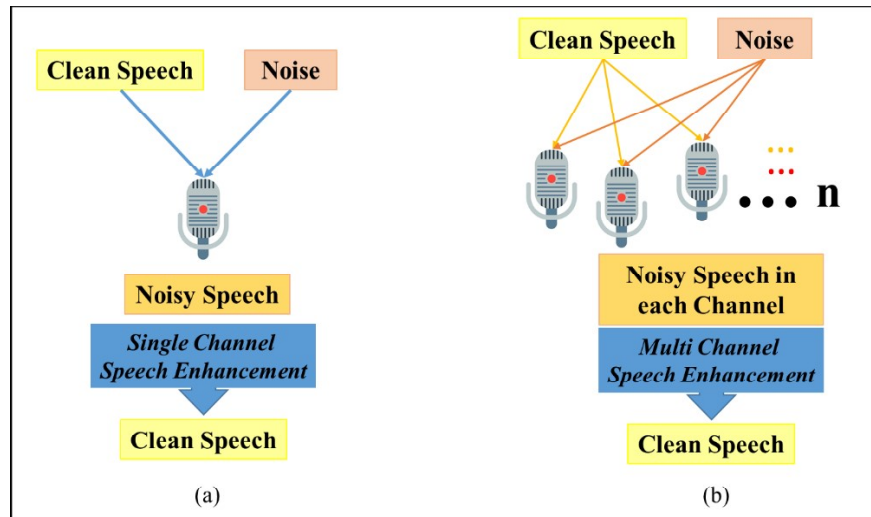 Clean Speech
Noise
Noisy Speech
Single Channel
Speech Enhancement
Clean Speech
(a)
Clean Speech
Noise
... n
Noisy Speech in
each Channel
Multi Channel
Speech Enhancement
Clean Speech
(b)